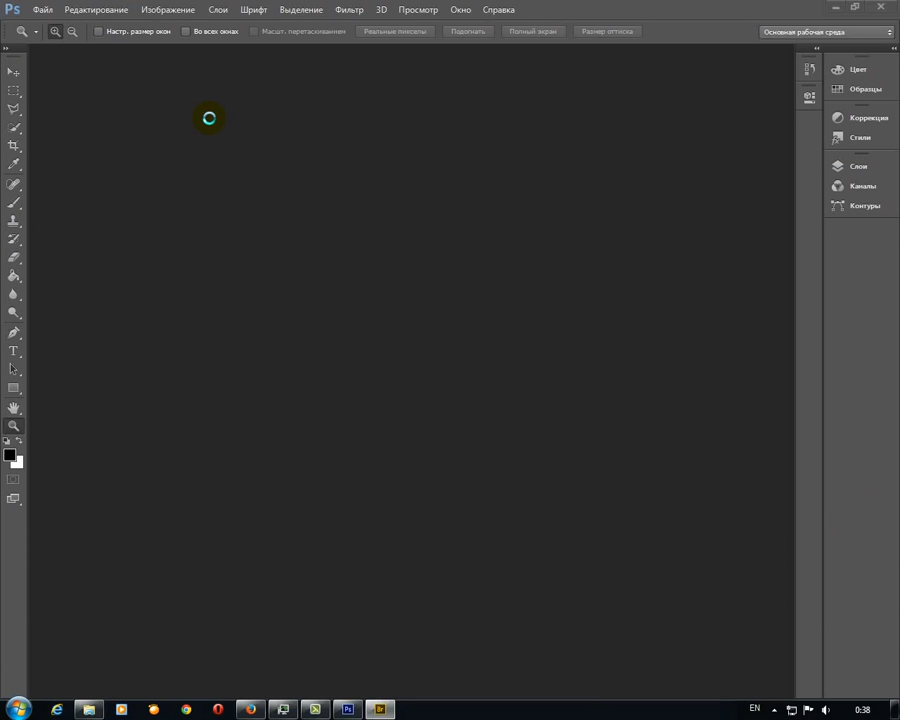 Ps Файл Редактирование Изображение Слои Шрифт Выделение Фильтр 3D Просмотр Окно Справка
Настр. размер окон Во всех окнах Масшт. перетаскиванием Реальные пикселы Подогнать Полный экран Размер оттиска Основная рабочая среда
Цвет
Образцы
Коррекция
Стили
Слои
Каналы
Контуры
T
Ps Br EN 0:38